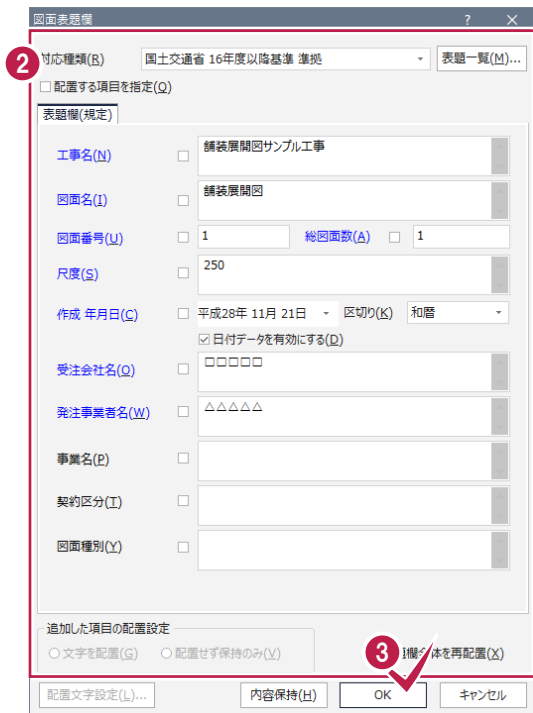 図面表題欄 ?
2
対応種類(R) 国土交通省 16年度以降基準 準拠 表題一覧(M)...
配置する項目を指定(Q)
表題欄(規定)
工事名(N) 舗装展開図サンプル工事
図面名(I) 舗装展開図
図面番号(U) 1 総図面数(A) 1
尺度(S) 250
作成 年月日(C) 平成28年 11月 21日 区切り(K) 和暦
日付データを有効にする(D)
受注会社名(O) □□□□□
発注事業者名(W) △△△△△
事業名(P)
契約区分(T)
図面種別(Y)
追加した項目の配置設定
文字を配置(G) 配置せず保持のみ(V) 3 体を再配置(X)
配置文字設定(L)... 内容保持(H) OK キャンセル